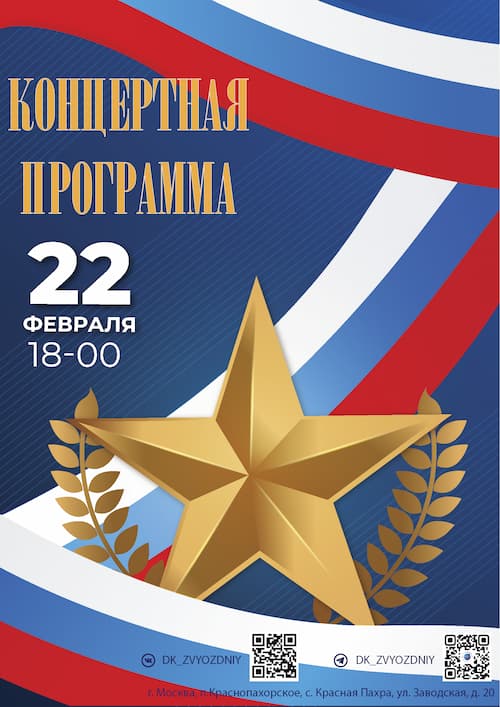 КОНЦЕРТНАЯ
ПРОГРАММА
22
ФЕВРАЛЯ
18-00
DK_ZVYOZDNIY DK_ZVYOZDNIY
г. Москва, п.Краснопахорское, с. Красная Пахра, ул. Заводская, д. 20